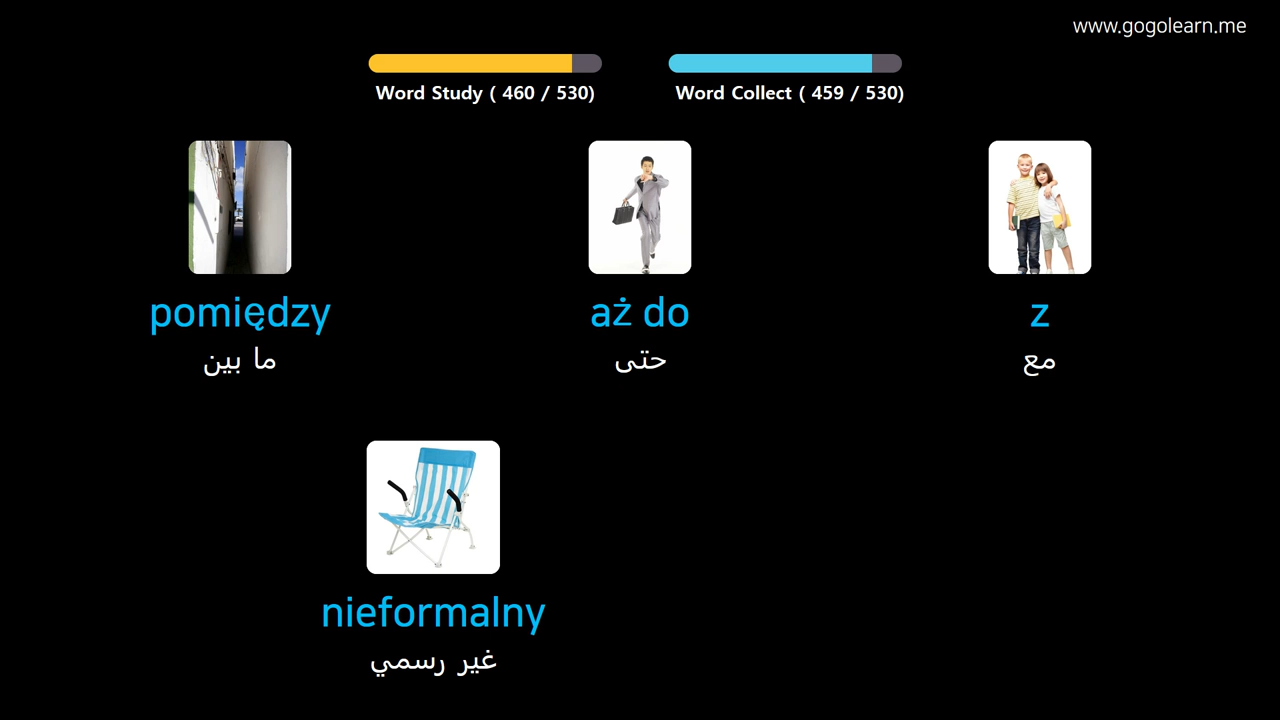 www.gogolearn.me
Word Study ( 460 / 530)
Word Collect ( 459 / 530)
pomiędzy
ما بين
aż do
حتى
z
مع
nieformalny
غير رسمي